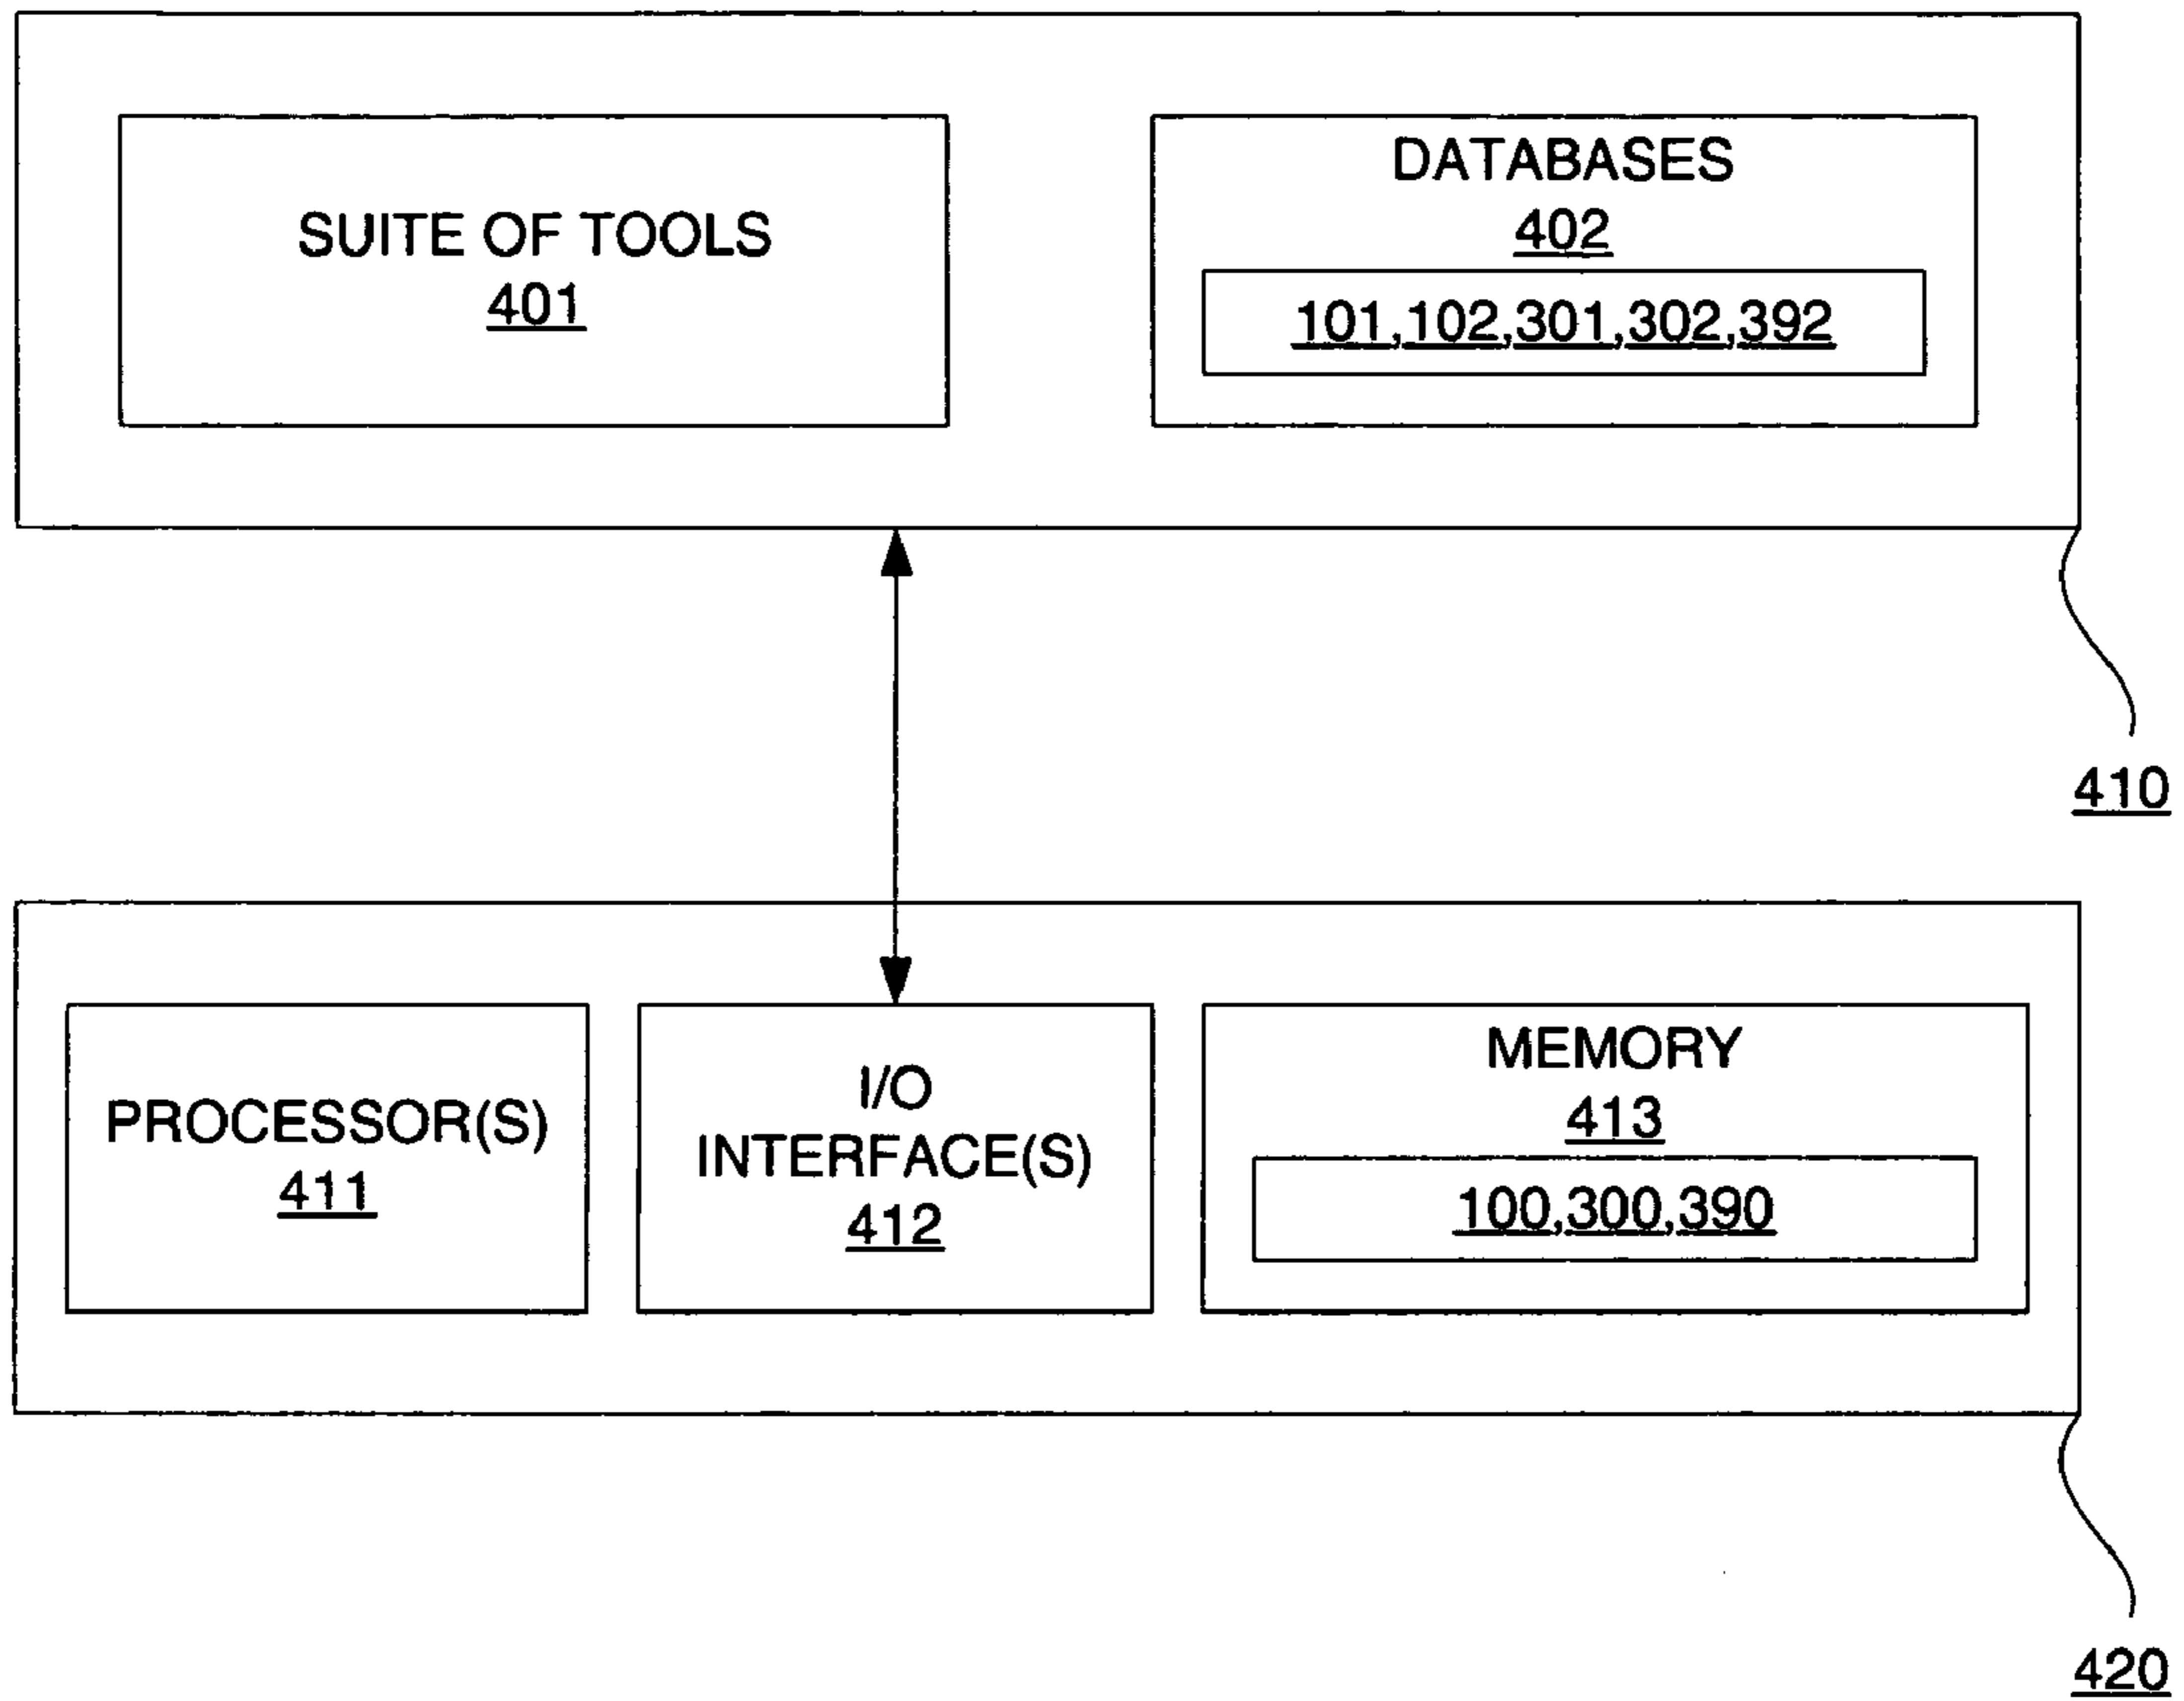 SUITE OF TOOLS
401
DATABASES
402
101,102,301,302,392
410
PROCESSOR(S)
411
I/O
INTERFACE(S)
412
MEMORY
413
100,300,390
420